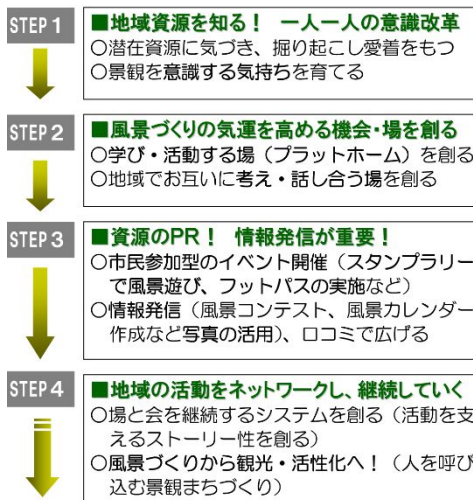 STEP 1
■地域資源を知る！ 一人一人の意識改革
○潜在資源に気づき、掘り起こし愛着をもつ
○景観を意識する気持ちを育てる
STEP 2
■風景づくりの気運を高める機会・場を創る
○学び・活動する場（プラットホーム）を創る
○地域でお互いに考え・話し合う場を創る
STEP 3
■資源のPR！ 情報発信が重要！
○市民参加型のイベント開催（スタンプラリー
で風景遊び、フットパスの実施など）
○情報発信（風景コンテスト、風景カレンダー
作成など写真の活用）、口コミで広げる
STEP 4
■地域の活動をネットワークし、継続していく
○場と会を継続するシステムを創る（活動を支
えるストーリー性を創る）
○風景づくりから観光・活性化へ！（人を呼び
込む景観まちづくり）